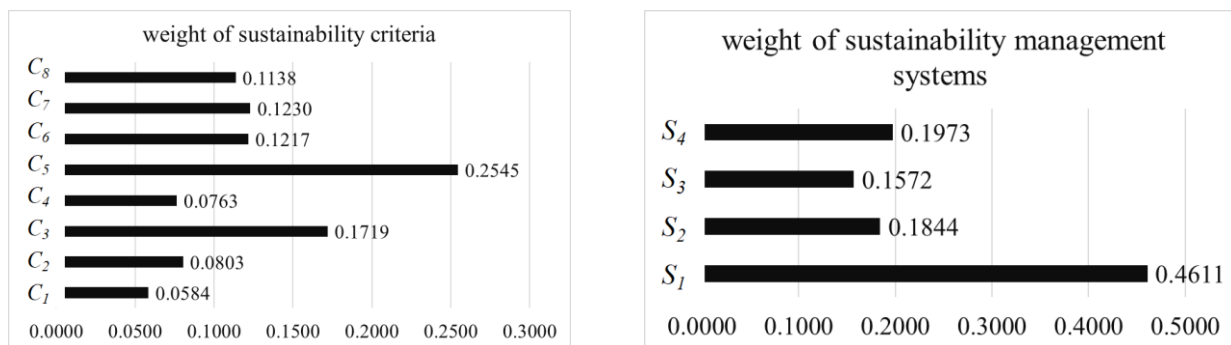 weight of sustainability criteria
C8 0.1138
C7 0.1230
C6 0.1217
C5 0.2545
C4 0.0763
C3 0.1719
C2 0.0803
C1 0.0584
0.0000 0.0500 0.1000 0.1500 0.2000 0.2500 0.3000
weight of sustainability management
systems
S4 0.1973
S3 0.1572
S2 0.1844
S1 0.4611
0.0000 0.1000 0.2000 0.3000 0.4000 0.5000